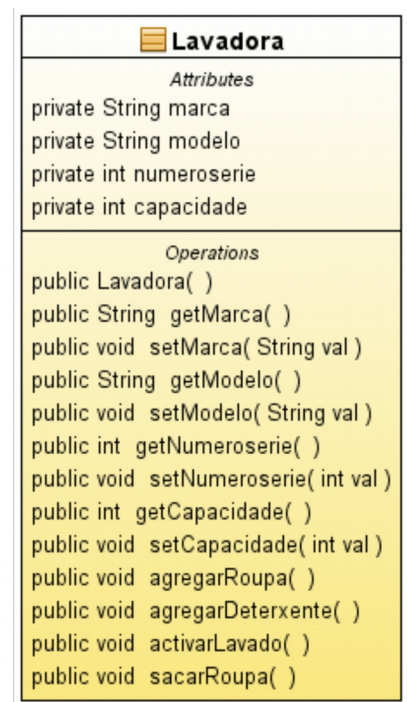 Lavadora
Attributes
private String marca
private String modelo
private int numeroserie
private int capacidade
Operations
public Lavadora( )
public String getMarca( )
public void setMarca( String val )
public String getModelo( )
public void setModelo( String val )
public int getNumeroserie( )
public void setNumeroserie( int val )
public int getCapacidade( )
public void setCapacidade( int val )
public void agregarRoupa( )
public void agregarDeterxente( )
public void activarLavado( )
public void sacarRoupa( )